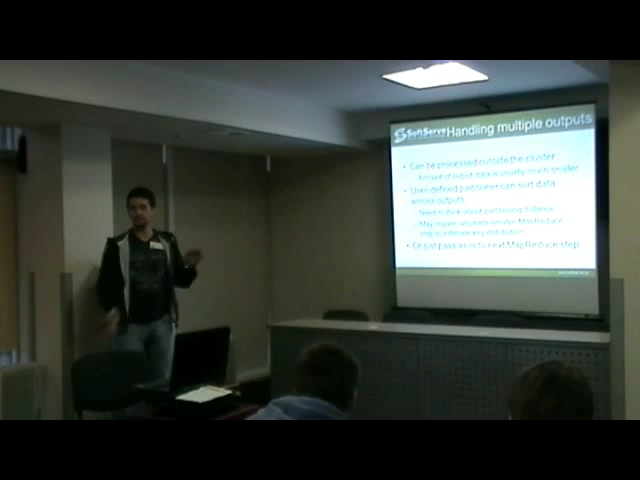 SoftServe
Handling multiple outputs
Can be processed outside the cluster
Amount of output data is usually much smaller
User-defined partitioner can sort data
across outputs
Need to think about partitioning balance
May require separate smaller MapReduce
step to estimate key distribution
Or just pass as is to next MapReduce step